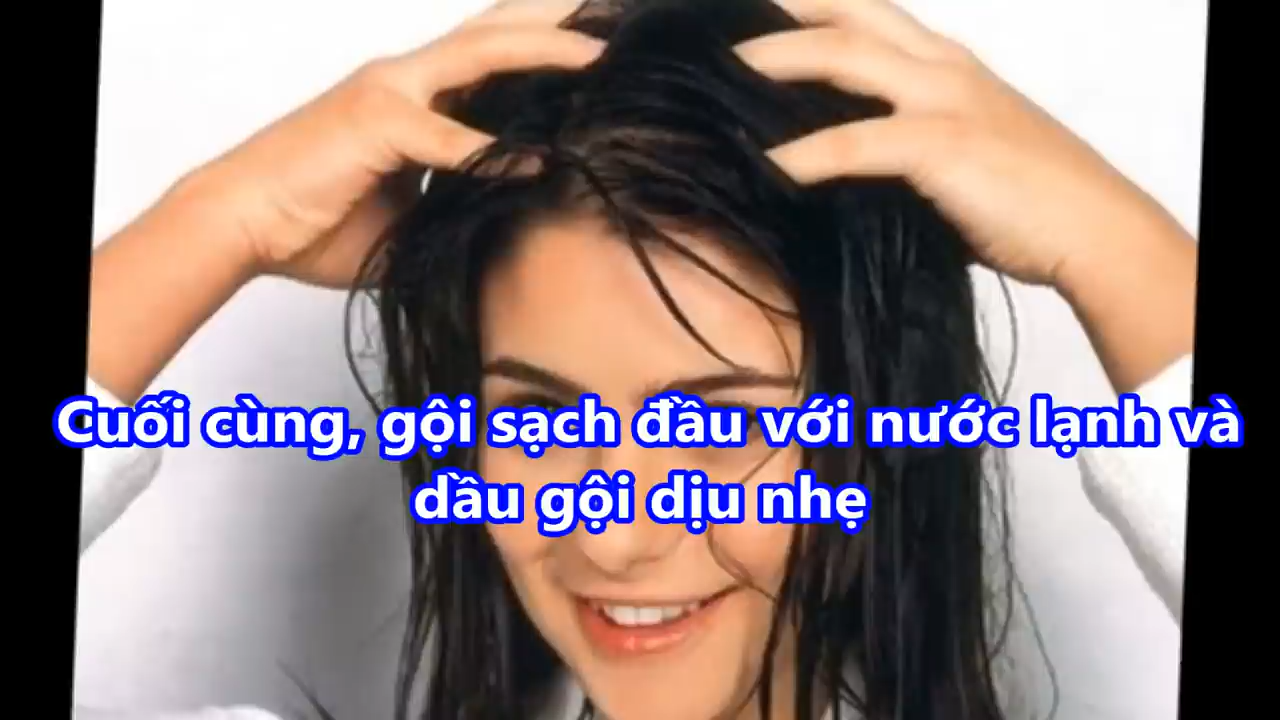 Cuối cùng, gội sạch đầu với nước lạnh và
dầu gội dịu nhẹ